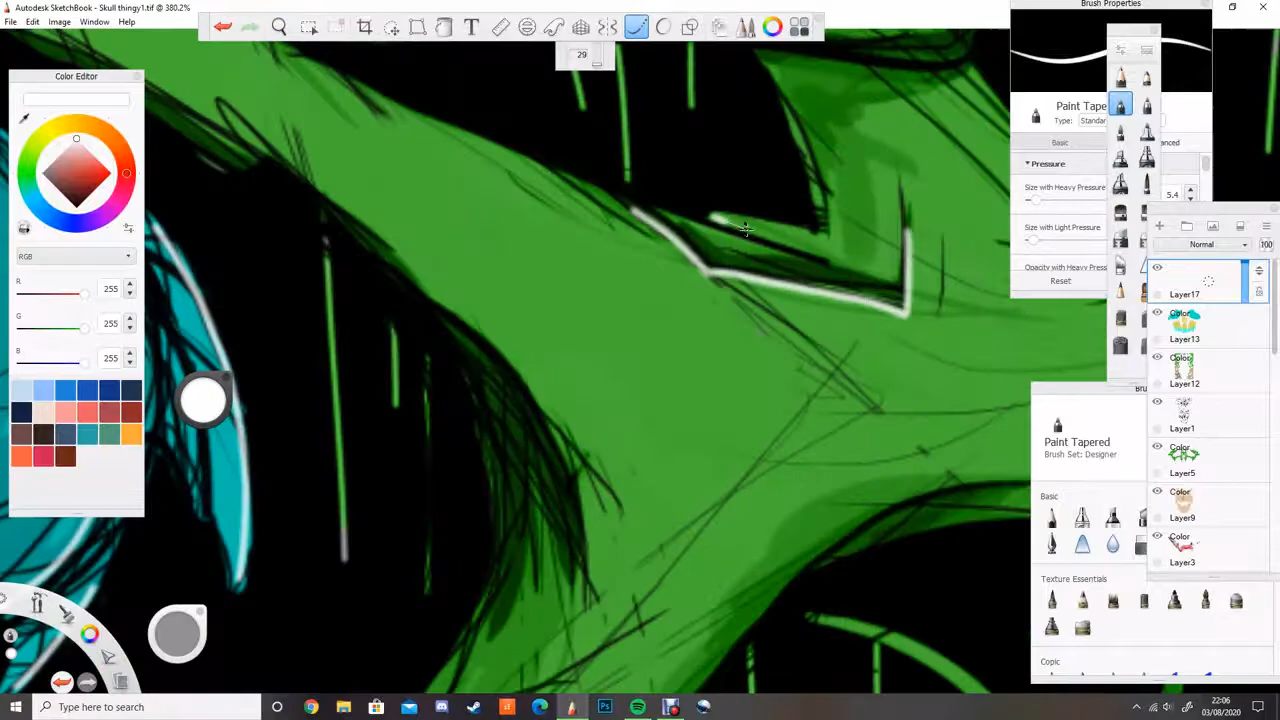 Autodesk SketchBook - Skull thingy1.tif @ 380.2%
File Edit Image Window Help
29
Color Editor
RGB
R 255
G 255
B 255
Brush Properties
Paint Tape
Type: Standar
Basic
vanced
Pressure
Size with Heavy Pressure
5.4
Size with Light Pressure
Opacity with Heavy Press
Reset
Normal
100
Layer17
Color
Layer13
Color
Layer12
Layer1
Color
Layer5
Color
Layer9
Color
Layer3
Bru
Paint Tapered
Brush Set: Designer
Basic
Texture Essentials
Copic
Type here to search
22:06
03/08/2020